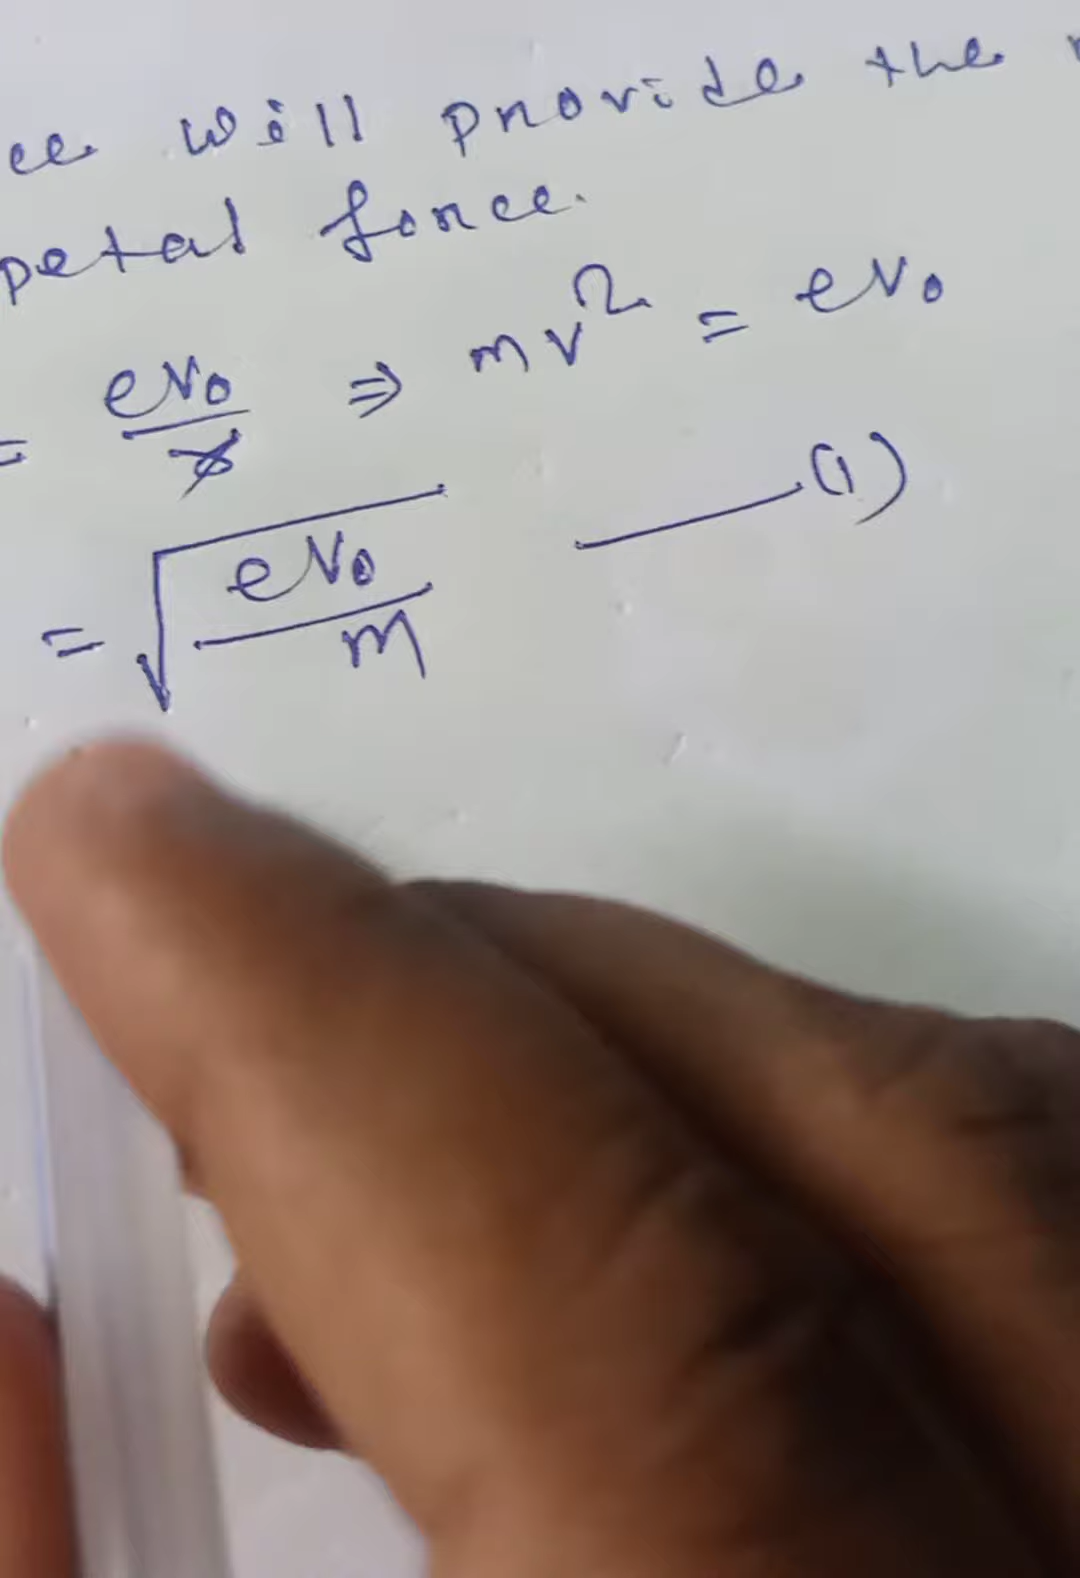 ce will provide the
petal force.
= eV₀/r ⇒ mv² = eV₀
= √(eV₀/m) —(1)